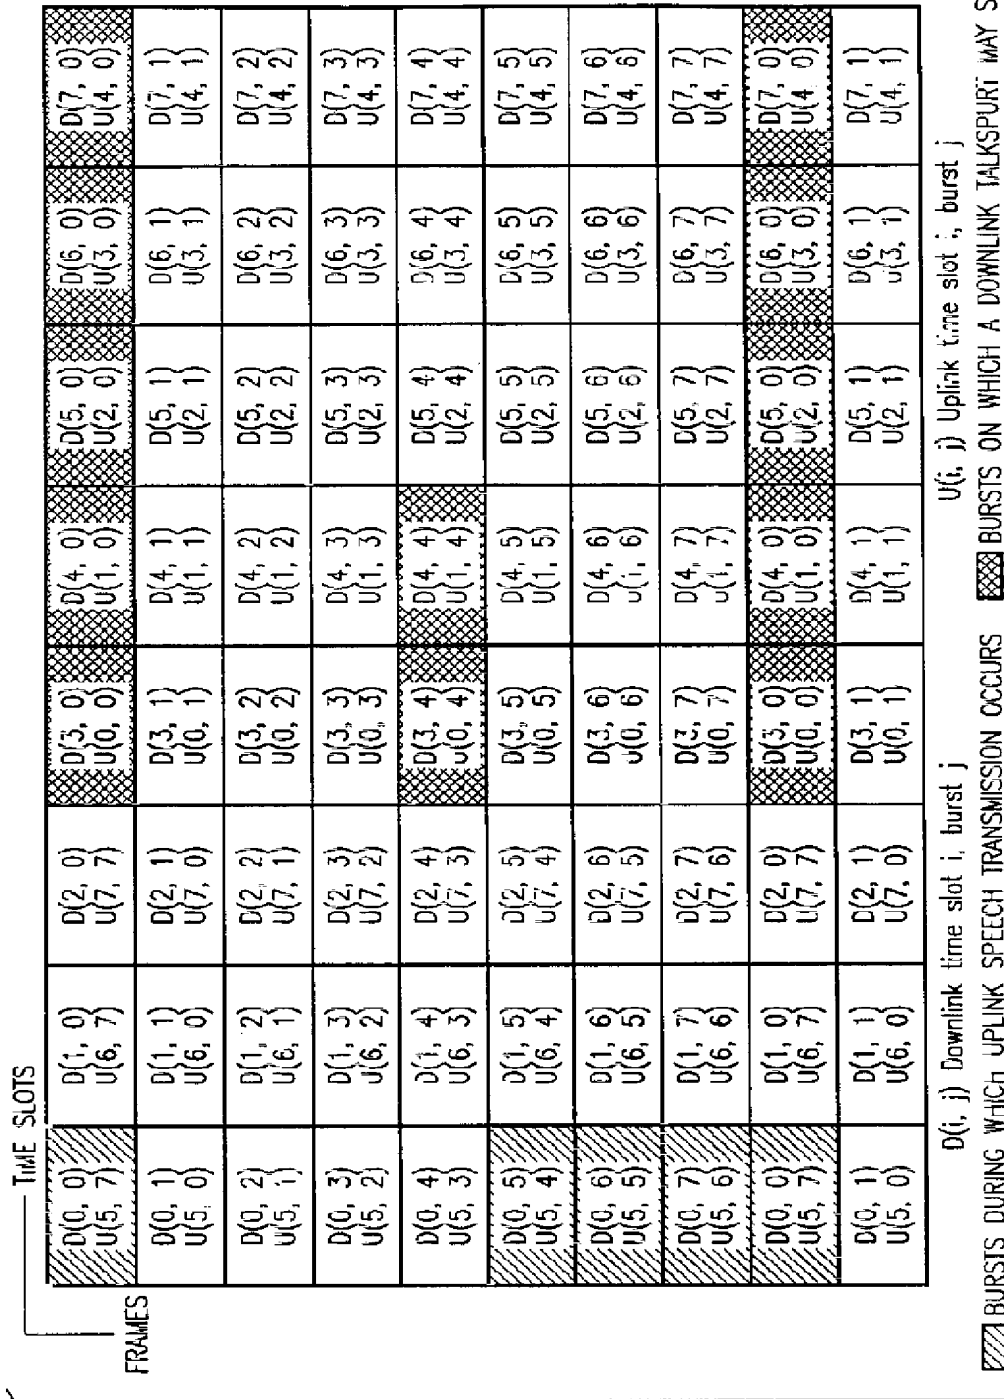 TIME SLOTS
FRAMES
D(0, 0) D(1, 0) D(2, 0) D(3, 0) D(4, 0) D(5, 0) D(6, 0) D(7, 0)
U(5, 7) U(6, 7) U(7, 7) U(0, 0) U(1, 0) U(2, 0) U(3, 0) U(4, 0)
D(0, 1) D(1, 1) D(2, 1) D(3, 1) D(4, 1) D(5, 1) D(6, 1) D(7, 1)
U(5, 0) U(6, 0) U(7, 0) U(0, 1) U(1, 1) U(2, 1) U(3, 1) U(4, 1)
D(0, 2) D(1, 2) D(2, 2) D(3, 2) D(4, 2) D(5, 2) D(6, 2) D(7, 2)
U(5, 1) U(6, 1) U(7, 1) U(0, 2) U(1, 2) U(2, 2) U(3, 2) U(4, 2)
D(0, 3) D(1, 3) D(2, 3) D(3, 3) D(4, 3) D(5, 3) D(6, 3) D(7, 3)
U(5, 2) U(6, 2) U(7, 2) U(0, 3) U(1, 3) U(2, 3) U(3, 3) U(4, 3)
D(0, 4) D(1, 4) D(2, 4) D(3, 4) D(4, 4) D(5, 4) D(6, 4) D(7, 4)
U(5, 3) U(6, 3) U(7, 3) U(0, 4) U(1, 4) U(2, 4) U(3, 4) U(4, 4)
D(0, 5) D(1, 5) D(2, 5) D(3, 5) D(4, 5) D(5, 5) D(6, 5) D(7, 5)
U(5, 4) U(6, 4) U(7, 4) U(0, 5) U(1, 5) U(2, 5) U(3, 5) U(4, 5)
D(0, 6) D(1, 6) D(2, 6) D(3, 6) D(4, 6) D(5, 6) D(6, 6) D(7, 6)
U(5, 5) U(6, 5) U(7, 5) U(0, 6) U(1, 6) U(2, 6) U(3, 6) U(4, 6)
D(0, 7) D(1, 7) D(2, 7) D(3, 7) D(4, 7) D(5, 7) D(6, 7) D(7, 7)
U(5, 6) U(6, 6) U(7, 6) U(0, 7) U(1, 7) U(2, 7) U(3, 7) U(4, 7)
D(0, 0) D(1, 0) D(2, 0) D(3, 0) D(4, 0) D(5, 0) D(6, 0) D(7, 0)
U(5, 7) U(6, 7) U(7, 7) U(0, 0) U(1, 0) U(2, 0) U(3, 0) U(4, 0)
D(0, 1) D(1, 1) D(2, 1) D(3, 1) D(4, 1) D(5, 1) D(6, 1) D(7, 1)
U(5, 0) U(6, 0) U(7, 0) U(0, 1) U(1, 1) U(2, 1) U(3, 1) U(4, 1)
D(i, j) Downlink time slot i, burst j U(i, j) Uplink time slot i, burst j
BURSTS DURING WHICH UPLINK SPEECH TRANSMISSION OCCURS BURSTS ON WHICH A DOWNLINK TALKSPURT MAY S